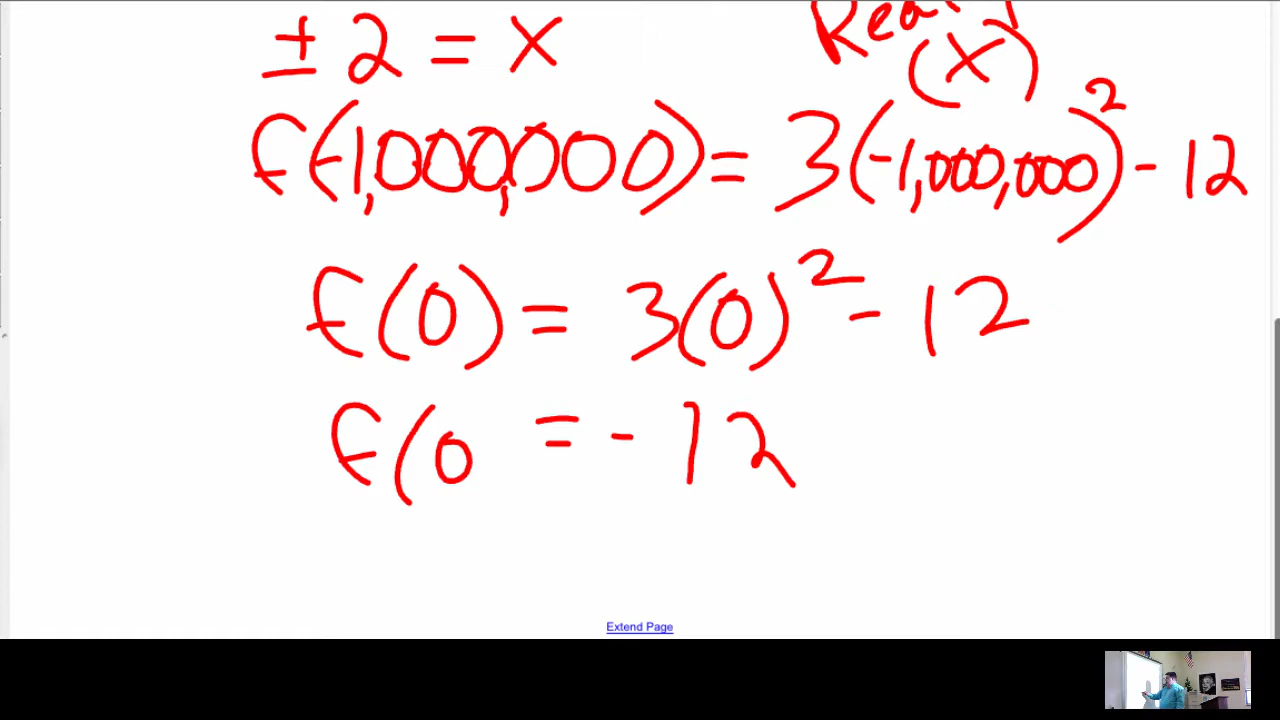 Rea
± 2 = x (x)
f(-1,000,000) = 3(-1,000,000)² - 12
f(0) = 3(0)² - 12
f(0 = - 12
Extend Page